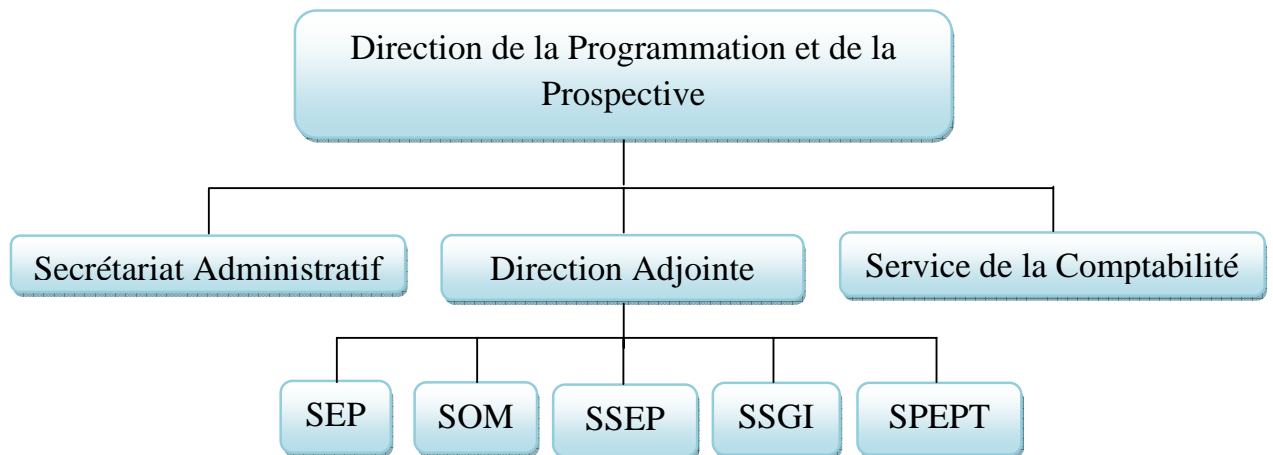 Direction de la Programmation et de la
Prospective
Secrétariat Administratif
Direction Adjointe
Service de la Comptabilité
SEP
SOM
SSEP
SSGI
SPEPT